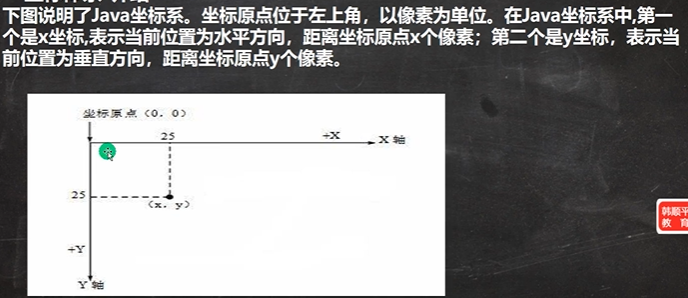 下图说明了Java坐标系。坐标原点位于左上角，以像素为单位。在Java坐标系中,第一
个是x坐标,表示当前位置为水平方向，距离坐标原点x个像素；第二个是y坐标，表示当
前位置为垂直方向，距离坐标原点y个像素。
坐标原点（0，0）
25
+X
X 轴
25
(x，y)
+Y
Y 轴
韩顺平
教 育